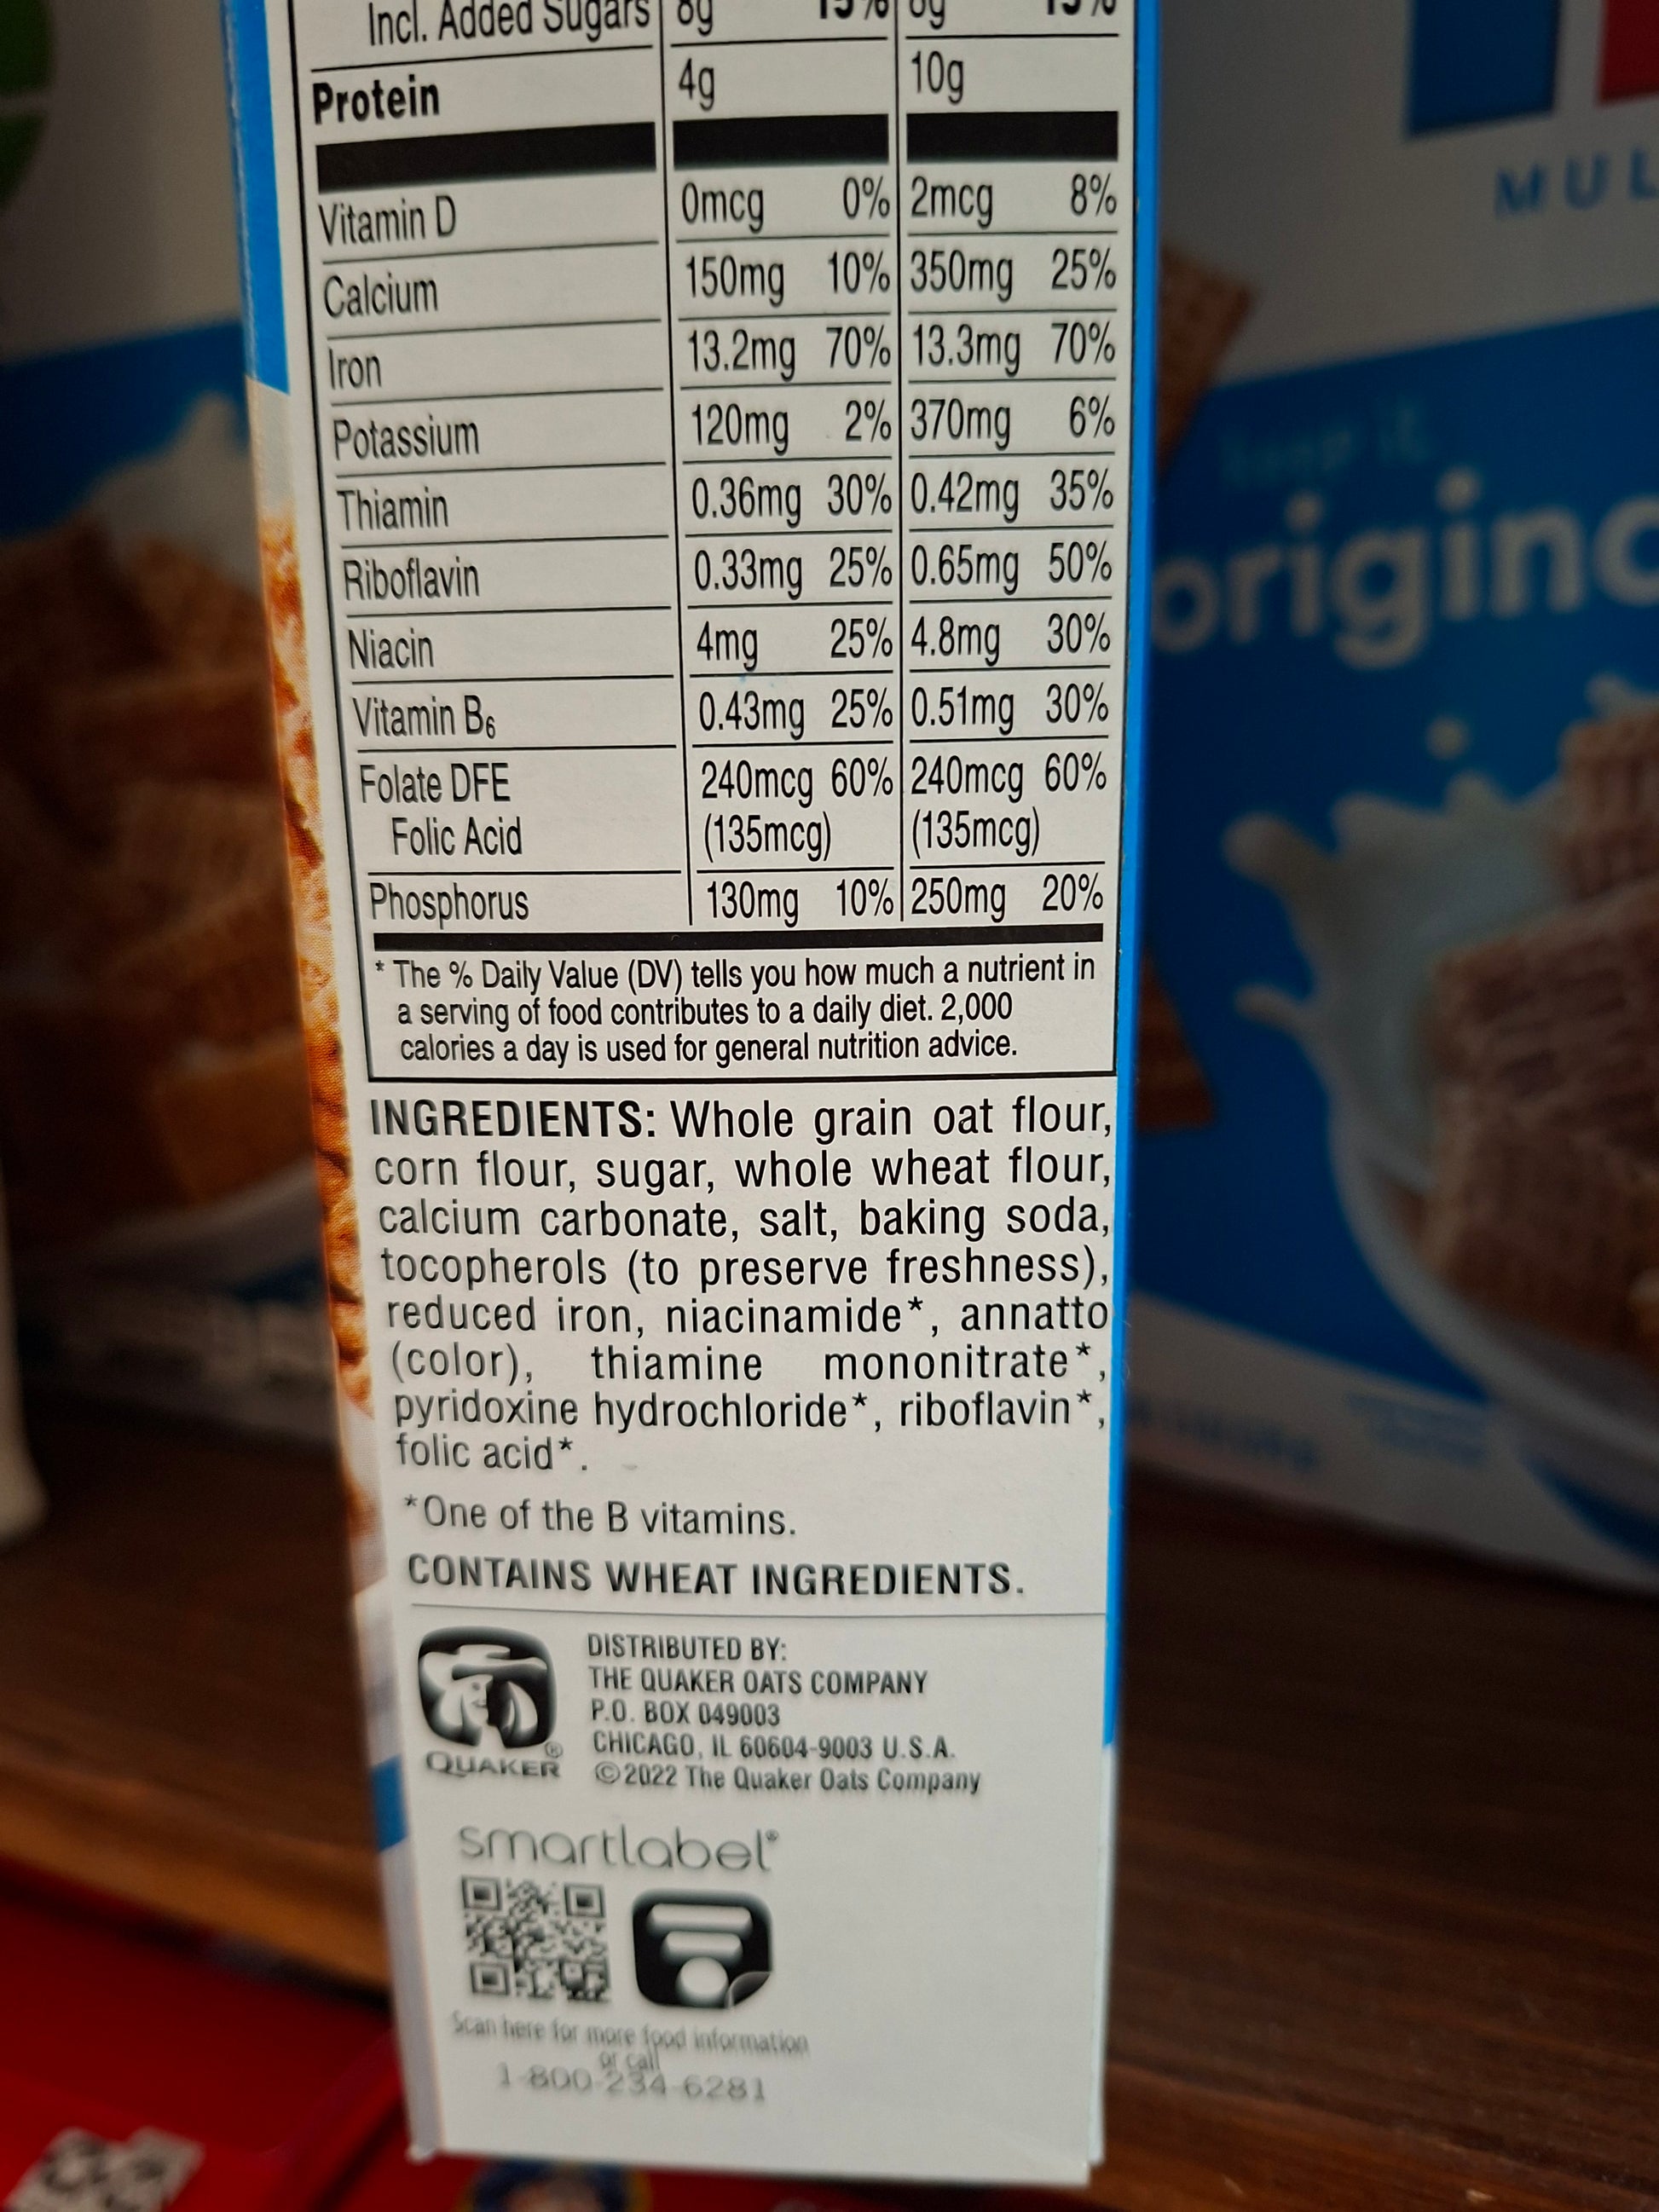 Incl. Added Sugars 8g 15% 8g 15%
Protein 4g 10g
Vitamin D 0mcg 0% 2mcg 8%
Calcium 150mg 10% 350mg 25%
Iron 13.2mg 70% 13.3mg 70%
Potassium 120mg 2% 370mg 6%
Thiamin 0.36mg 30% 0.42mg 35%
Riboflavin 0.33mg 25% 0.65mg 50%
Niacin 4mg 25% 4.8mg 30%
Vitamin B6 0.43mg 25% 0.51mg 30%
Folate DFE 240mcg 60% 240mcg 60%
Folic Acid (135mcg) (135mcg)
Phosphorus 130mg 10% 250mg 20%
* The % Daily Value (DV) tells you how much a nutrient in
a serving of food contributes to a daily diet. 2,000
calories a day is used for general nutrition advice.
INGREDIENTS: Whole grain oat flour,
corn flour, sugar, whole wheat flour,
calcium carbonate, salt, baking soda,
tocopherols (to preserve freshness),
reduced iron, niacinamide*, annatto
(color), thiamine mononitrate*,
pyridoxine hydrochloride*, riboflavin*,
folic acid*.
*One of the B vitamins.
CONTAINS WHEAT INGREDIENTS.
QUAKER®
DISTRIBUTED BY:
THE QUAKER OATS COMPANY
P.O. BOX 049003
CHICAGO, IL 60604-9003 U.S.A.
©2022 The Quaker Oats Company
smartlabel®
Scan here for more food information
or call
1-800-234-6281
MUL
keep it
origina